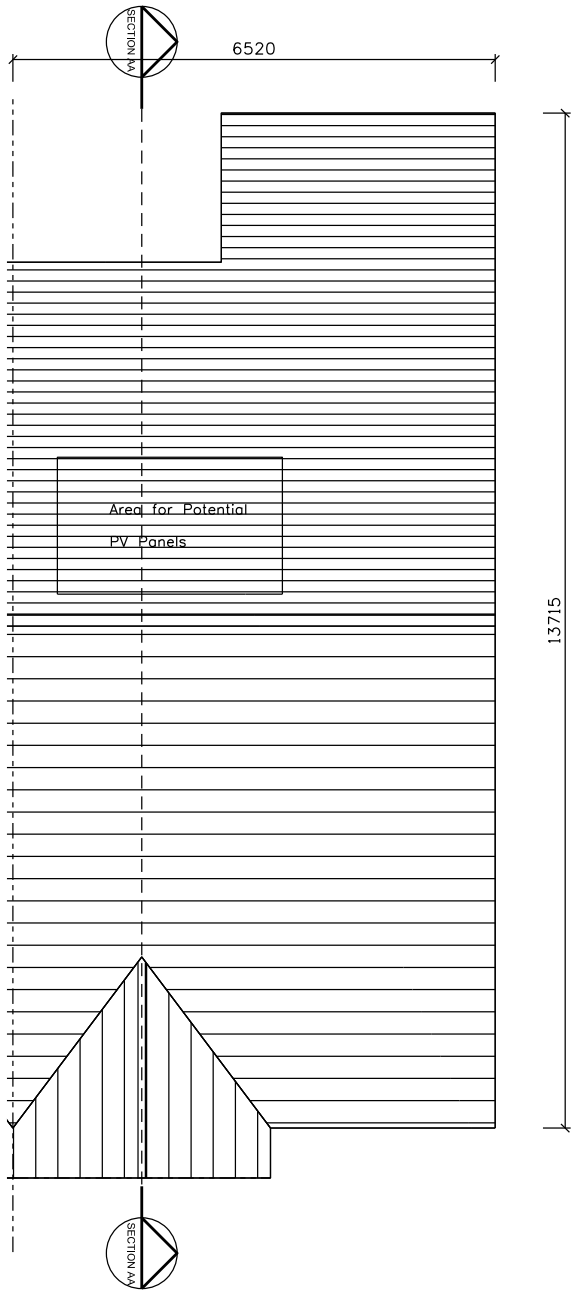 SECTION AA
6520
Area for Potential
PV Panels
13715
SECTION AA